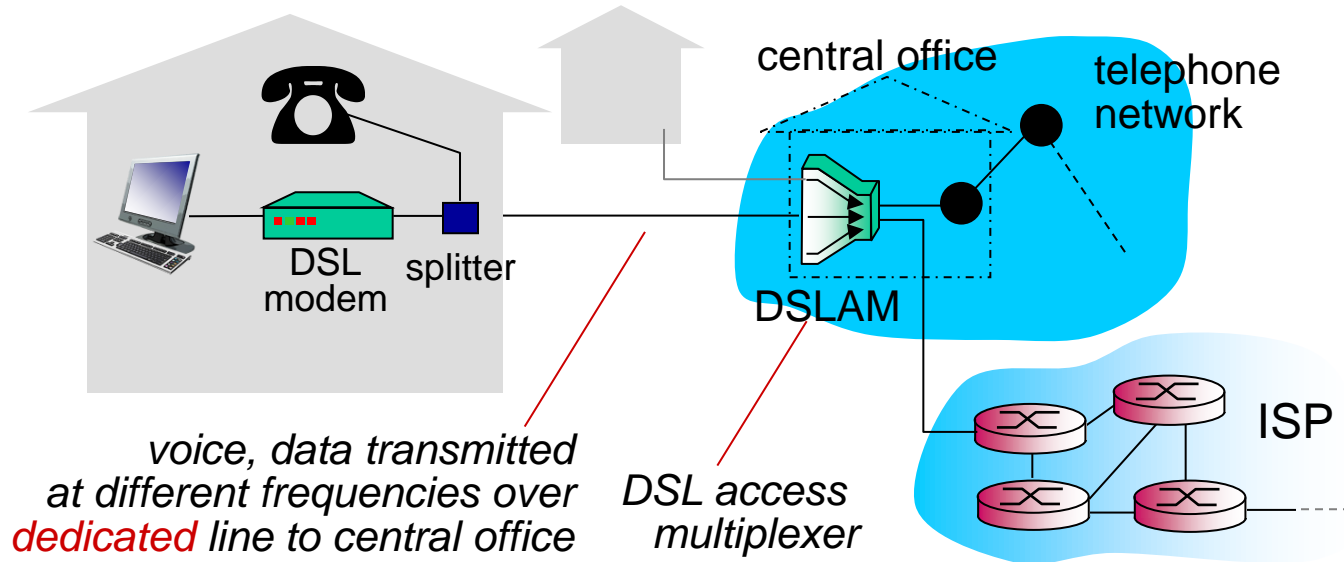 central office
telephone
network
DSL
modem
splitter
DSLAM
ISP
voice, data transmitted
at different frequencies over
dedicated line to central office
DSL access
multiplexer